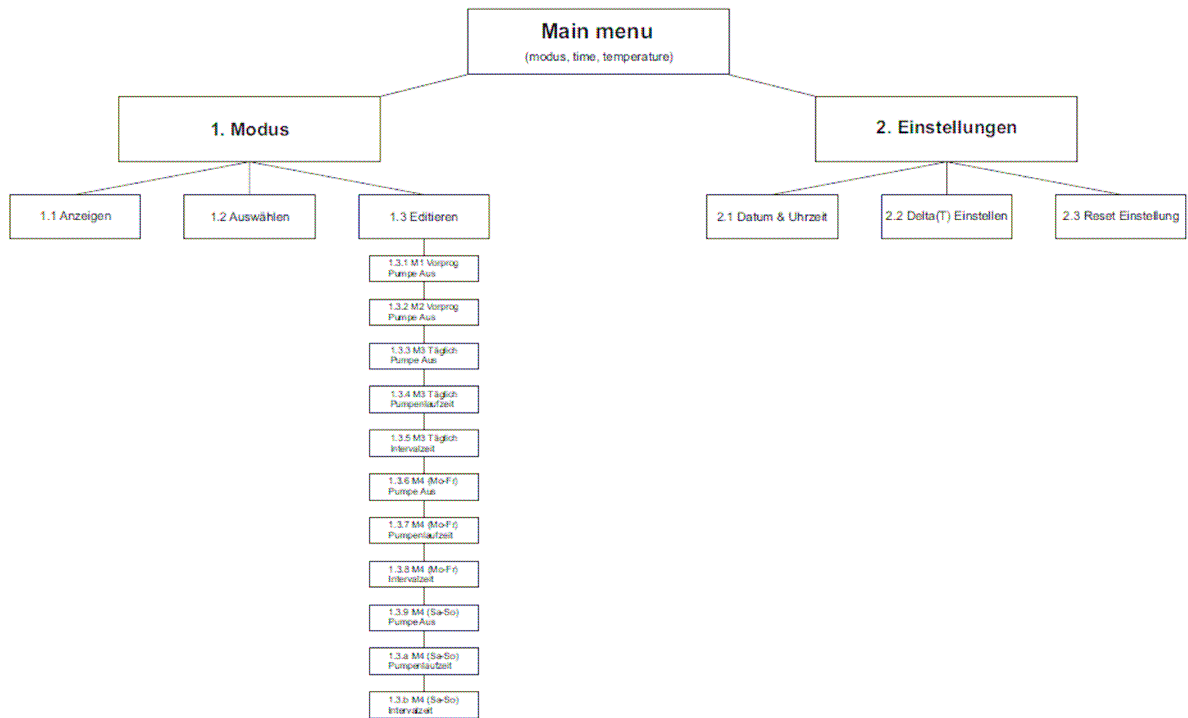 Main menu
(modus, time, temperature)
1. Modus
2. Einstellungen
1.1 Anzeigen
1.2 Auswählen
1.3 Editieren
2.1 Datum & Uhrzeit
2.2 Delta(T) Einstellen
2.3 Reset Einstellung
1.3.1 M1 Vorprog
Pumpe Aus
1.3.2 M2 Vorprog
Pumpe Aus
1.3.3 M3 Täglich
Pumpe Aus
1.3.4 M3 Täglich
Pumpenlaufzeit
1.3.5 M3 Täglich
Intervalzeit
1.3.6 M4 (Mo-Fr)
Pumpe Aus
1.3.7 M4 (Mo-Fr)
Pumpenlaufzeit
1.3.8 M4 (Mo-Fr)
Intervalzeit
1.3.9 M4 (Sa-So)
Pumpe Aus
1.3.a M4 (Sa-So)
Pumpenlaufzeit
1.3.b M4 (Sa-So)
Intervalzeit